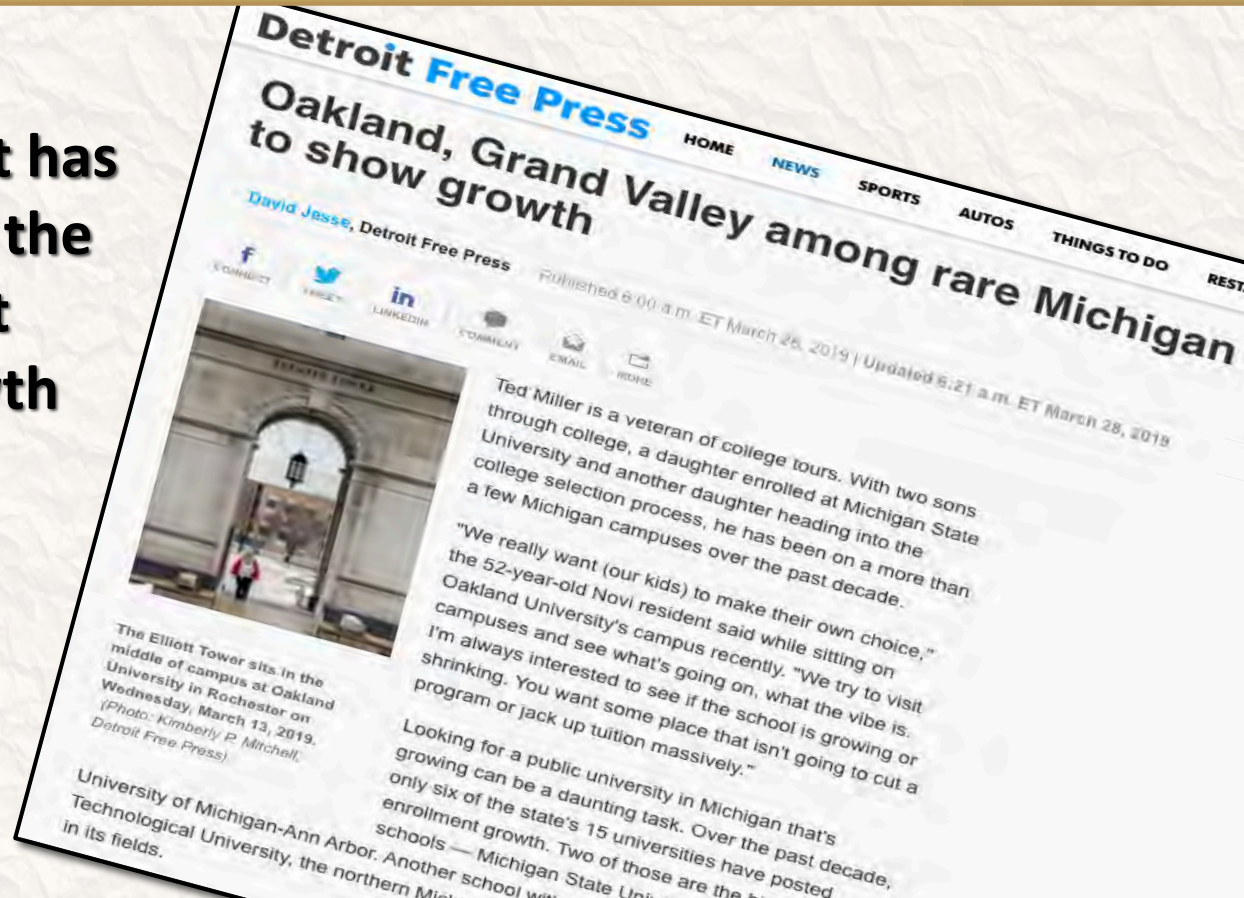 t has
the
t
th
Detroit Free Press
HOME NEWS SPORTS AUTOS THINGS TO DO REST
Oakland, Grand Valley among rare Michigan
to show growth
David Jesse, Detroit Free Press Published 6:00 a.m. ET March 28, 2019 | Updated 6:21 a.m. ET March 28, 2019
CONNECT TWEET LINKEDIN COMMENT EMAIL MORE
The Elliott Tower sits in the
middle of campus at Oakland
University in Rochester on
Wednesday, March 13, 2019.
(Photo: Kimberly P. Mitchell,
Detroit Free Press)
Ted Miller is a veteran of college tours. With two sons
through college, a daughter enrolled at Michigan State
University and another daughter heading into the
college selection process, he has been on a more than
a few Michigan campuses over the past decade.
"We really want (our kids) to make their own choice,"
the 52-year-old Novi resident said while sitting on
Oakland University's campus recently. "We try to visit
campuses and see what's going on, what the vibe is.
I'm always interested to see if the school is growing or
shrinking. You want some place that isn't going to cut a
program or jack up tuition massively."
Looking for a public university in Michigan that's
growing can be a daunting task. Over the past decade,
only six of the state's 15 universities have posted
enrollment growth. Two of those are the
schools — Michigan State
University of Michigan-Ann Arbor. Another school
Technological University, the northern
in its fields.